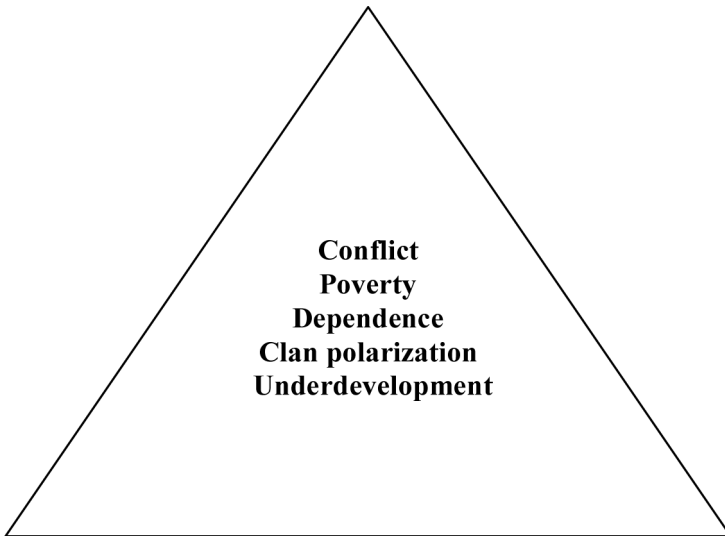 Conflict
Poverty
Dependence
Clan polarization
Underdevelopment